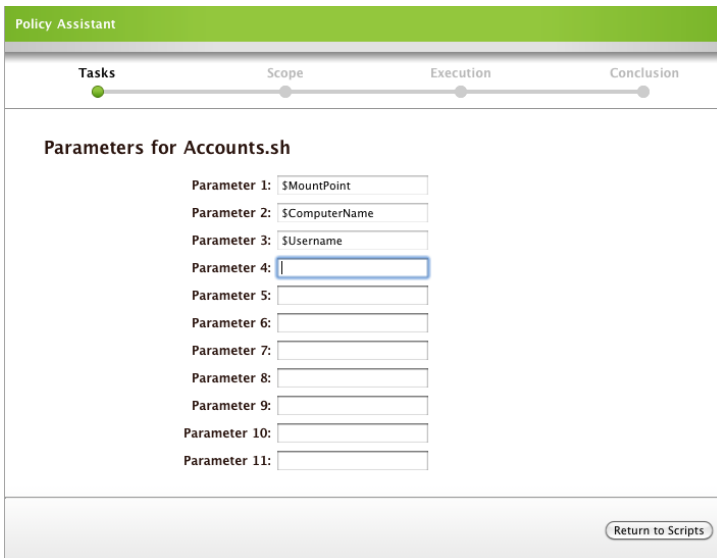 Policy Assistant
Tasks Scope Execution Conclusion
Parameters for Accounts.sh
Parameter 1: $MountPoint
Parameter 2: $ComputerName
Parameter 3: $Username
Parameter 4:
Parameter 5:
Parameter 6:
Parameter 7:
Parameter 8:
Parameter 9:
Parameter 10:
Parameter 11:
Return to Scripts